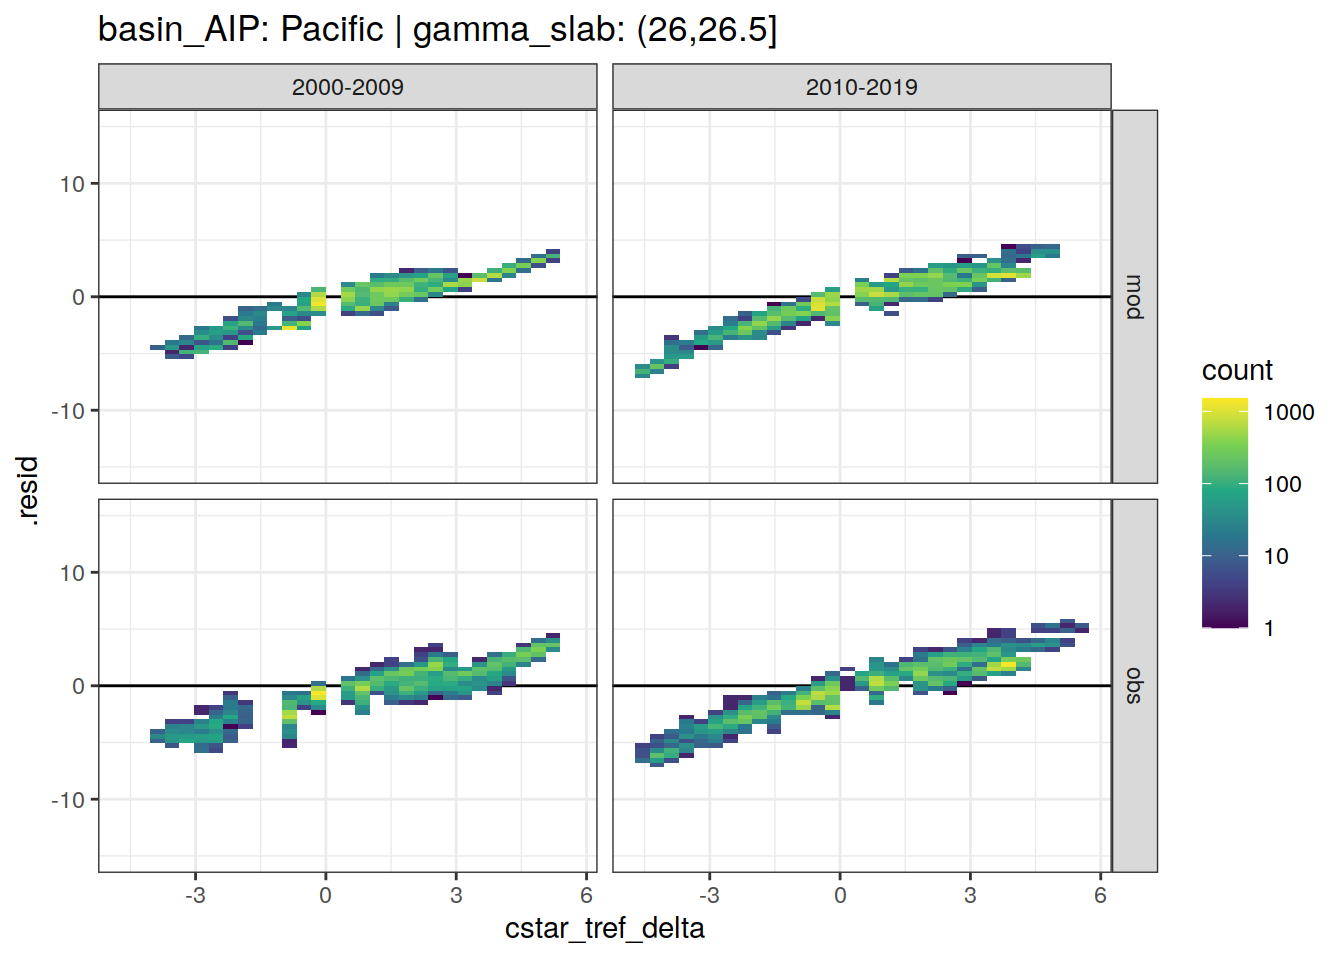 basin_AIP: Pacific | gamma_slab: (26,26.5]
2000-2009 2010-2019
10
0
-10
mod
10
0
-10
obs
-3 0 3 6 -3 0 3 6
cstar_tref_delta
.resid
count
1000
100
10
1